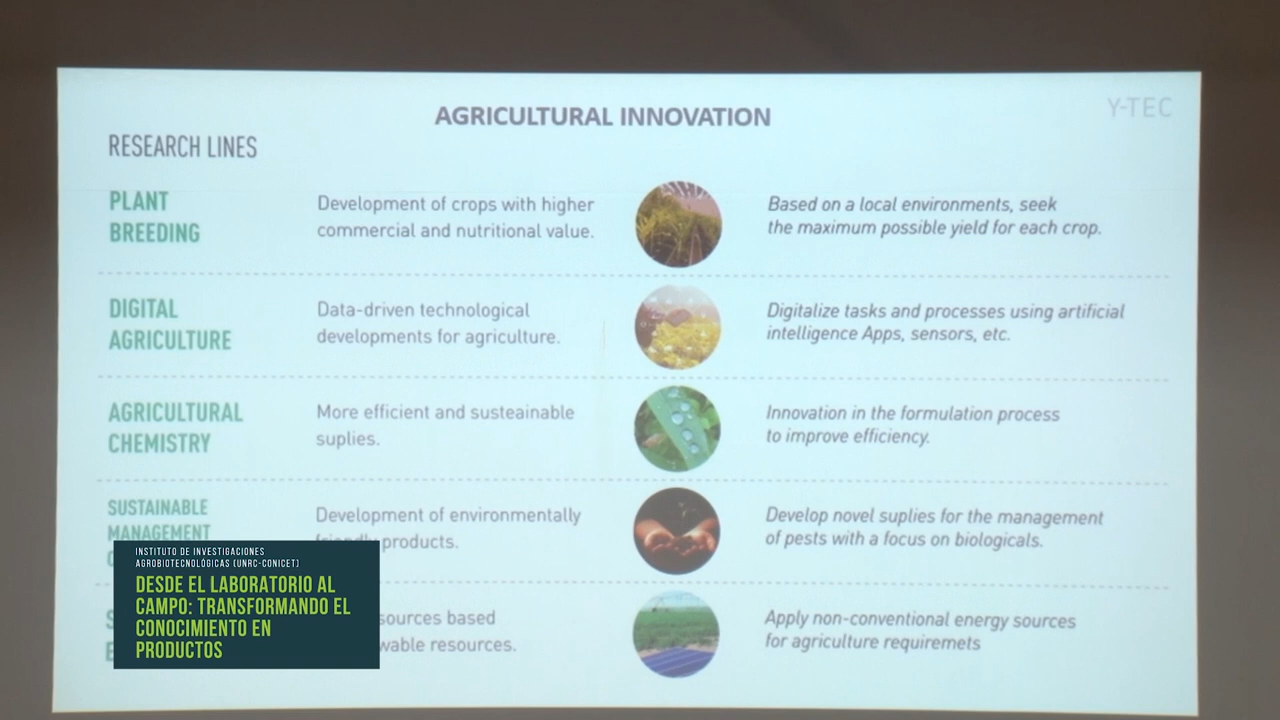 AGRICULTURAL INNOVATION
Y-TEC
RESEARCH LINES
PLANT
BREEDING
Development of crops with higher
commercial and nutritional value.
Based on a local environments, seek
the maximum possible yield for each crop.
DIGITAL
AGRICULTURE
Data-driven technological
developments for agriculture.
Digitalize tasks and processes using artificial
intelligence Apps, sensors, etc.
AGRICULTURAL
CHEMISTRY
More efficient and susteainable
suplies.
Innovation in the formulation process
to improve efficiency.
SUSTAINABLE
MANAGEMENT
Development of environmentally
friendly products.
Develop novel suplies for the management
of pests with a focus on biologicals.
based
resources.
Apply non-conventional energy sources
for agriculture requiremets
INSTITUTO DE INVESTIGACIONES
AGROBIOTECNOLÓGICAS (UNRC-CONICET)
DESDE EL LABORATORIO AL
CAMPO: TRANSFORMANDO EL
CONOCIMIENTO EN
PRODUCTOS